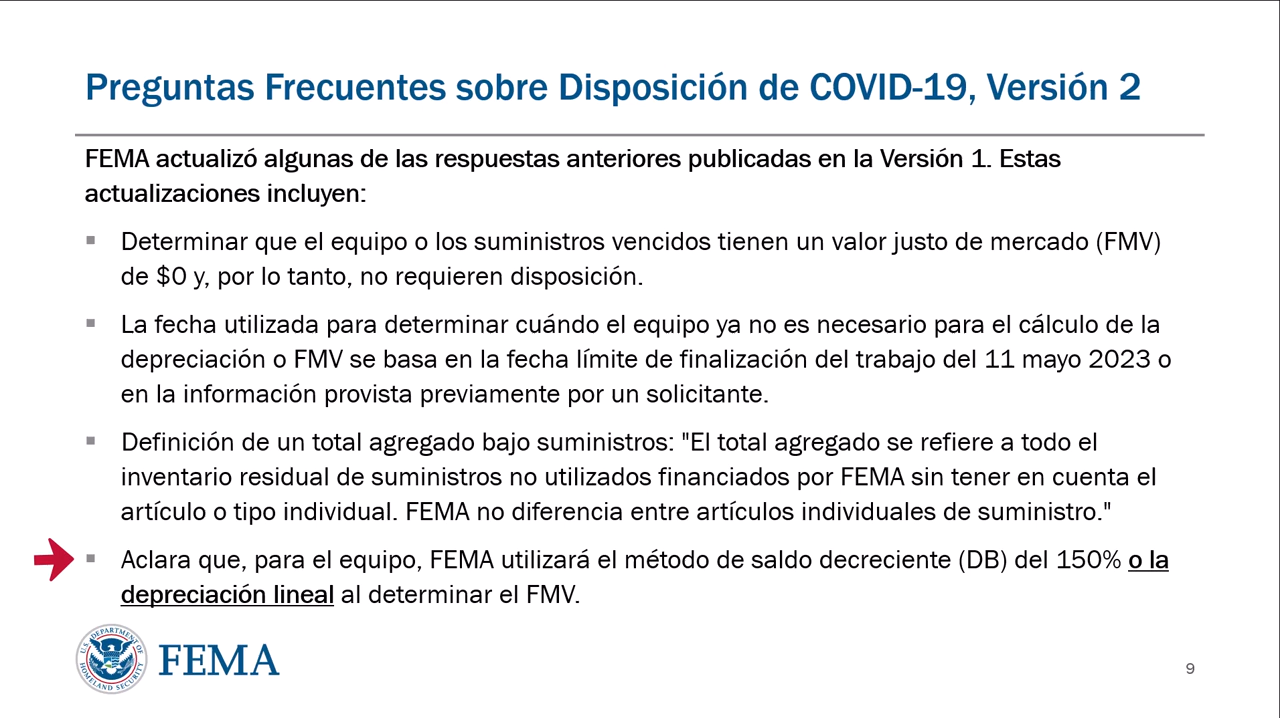 Preguntas Frecuentes sobre Disposición de COVID-19, Versión 2
FEMA actualizó algunas de las respuestas anteriores publicadas en la Versión 1. Estas
actualizaciones incluyen:
▪ Determinar que el equipo o los suministros vencidos tienen un valor justo de mercado (FMV)
de $0 y, por lo tanto, no requieren disposición.
▪ La fecha utilizada para determinar cuándo el equipo ya no es necesario para el cálculo de la
depreciación o FMV se basa en la fecha límite de finalización del trabajo del 11 mayo 2023 o
en la información provista previamente por un solicitante.
▪ Definición de un total agregado bajo suministros: "El total agregado se refiere a todo el
inventario residual de suministros no utilizados financiados por FEMA sin tener en cuenta el
artículo o tipo individual. FEMA no diferencia entre artículos individuales de suministro."
▪ Aclara que, para el equipo, FEMA utilizará el método de saldo decreciente (DB) del 150% o la
depreciación lineal al determinar el FMV.
U.S. DEPARTMENT OF
HOMELAND SECURITY
FEMA
9